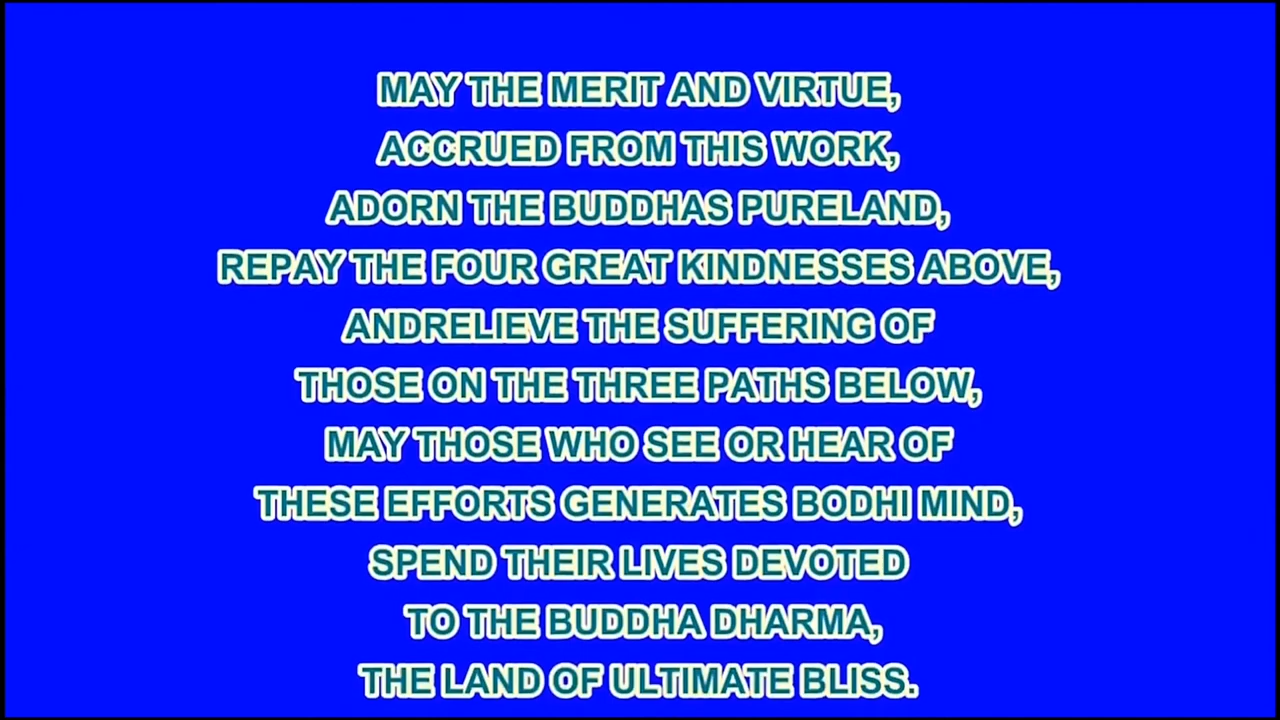 MAY THE MERIT AND VIRTUE,
ACCRUED FROM THIS WORK,
ADORN THE BUDDHAS PURELAND,
REPAY THE FOUR GREAT KINDNESSES ABOVE,
ANDRELIEVE THE SUFFERING OF
THOSE ON THE THREE PATHS BELOW,
MAY THOSE WHO SEE OR HEAR OF
THESE EFFORTS GENERATES BODHI MIND,
SPEND THEIR LIVES DEVOTED
TO THE BUDDHA DHARMA,
THE LAND OF ULTIMATE BLISS.